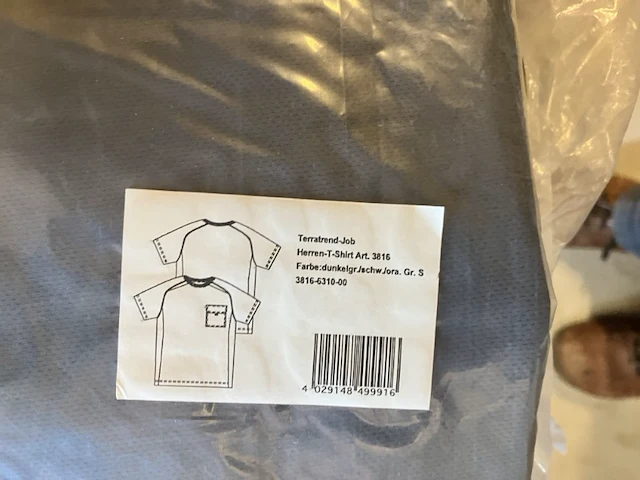 Terratrend-Job
Herren-T-Shirt Art. 3816
Farbe:dunkelgr./schw./ora. Gr. S
3816-6310-00
4 029148 499916